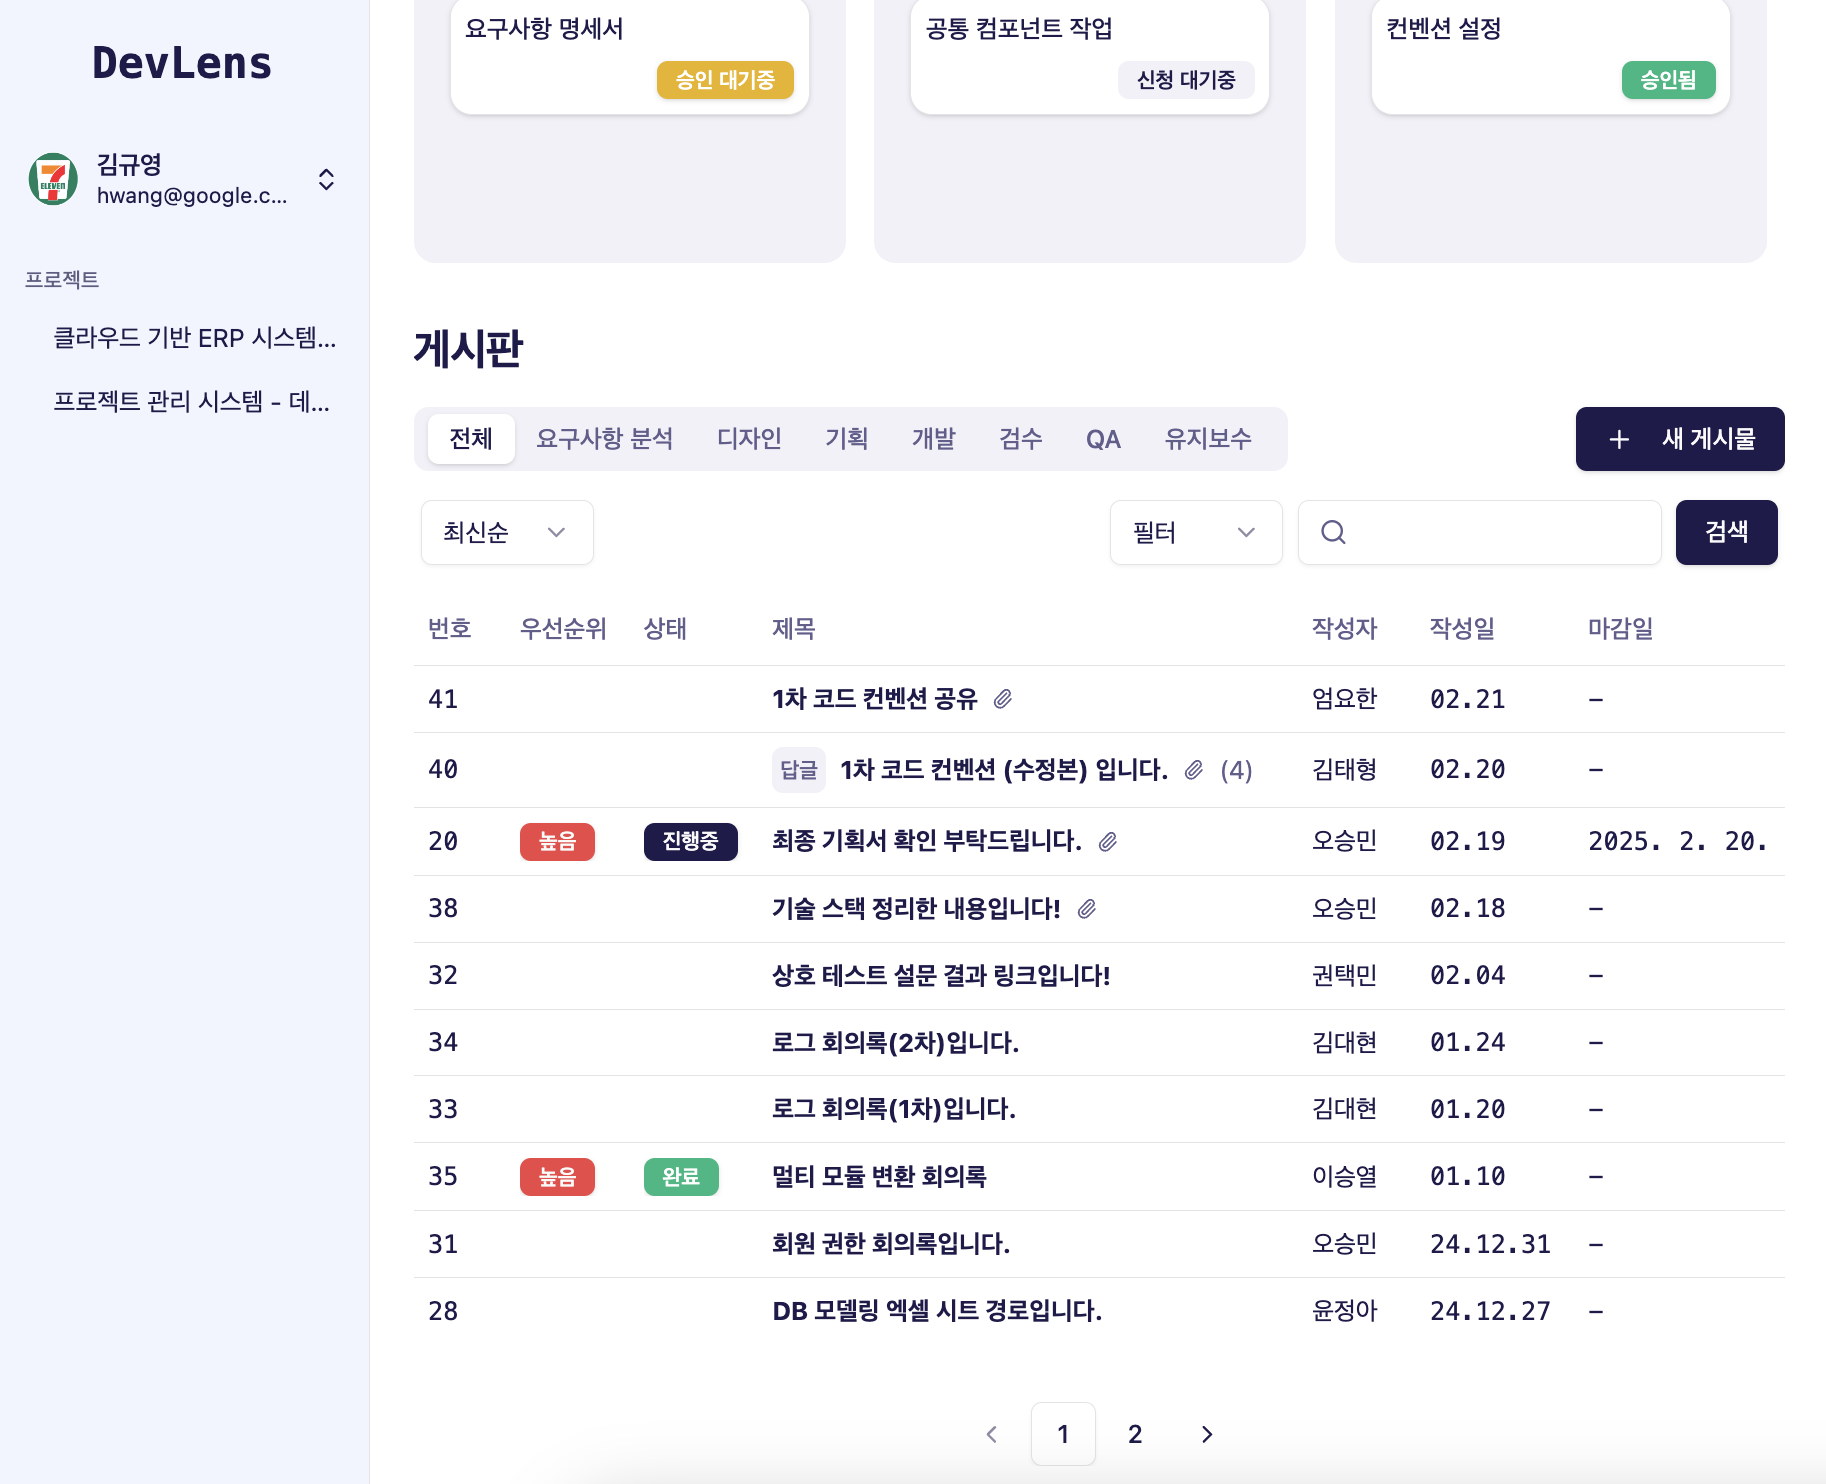 DevLens
김규영
hwang@google.c...
프로젝트
클라우드 기반 ERP 시스템...
프로젝트 관리 시스템 - 데...
요구사항 명세서
승인 대기중
공통 컴포넌트 작업
신청 대기중
컨벤션 설정
승인됨
게시판
전체 요구사항 분석 디자인 기획 개발 검수 QA 유지보수
+ 새 게시물
최신순 필터 검색
번호 우선순위 상태 제목 작성자 작성일 마감일
41 1차 코드 컨벤션 공유 엄요한 02.21 –
40 답글 1차 코드 컨벤션 (수정본) 입니다. (4) 김태형 02.20 –
20 높음 진행중 최종 기획서 확인 부탁드립니다. 오승민 02.19 2025. 2. 20.
38 기술 스택 정리한 내용입니다! 오승민 02.18 –
32 상호 테스트 설문 결과 링크입니다! 권택민 02.04 –
34 로그 회의록(2차)입니다. 김대현 01.24 –
33 로그 회의록(1차)입니다. 김대현 01.20 –
35 높음 완료 멀티 모듈 변환 회의록 이승열 01.10 –
31 회원 권한 회의록입니다. 오승민 24.12.31 –
28 DB 모델링 엑셀 시트 경로입니다. 윤정아 24.12.27 –
1 2